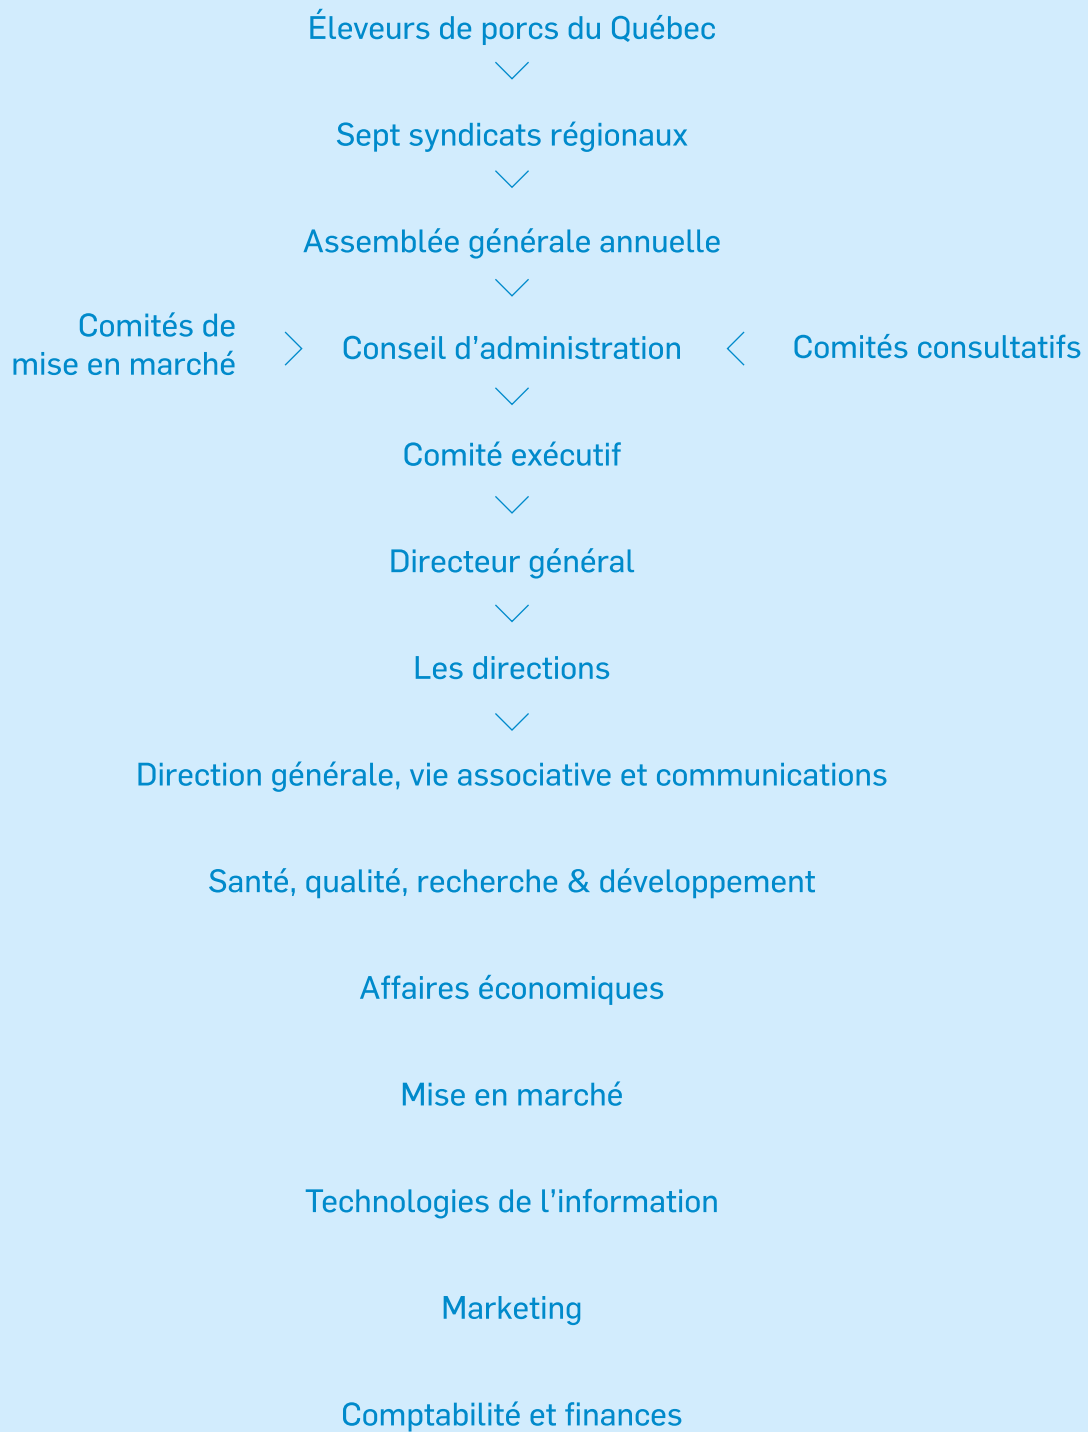 Éleveurs de porcs du Québec
Sept syndicats régionaux
Assemblée générale annuelle
Comités de
mise en marché
Conseil d’administration
Comités consultatifs
Comité exécutif
Directeur général
Les directions
Direction générale, vie associative et communications
Santé, qualité, recherche & développement
Affaires économiques
Mise en marché
Technologies de l’information
Marketing
Comptabilité et finances